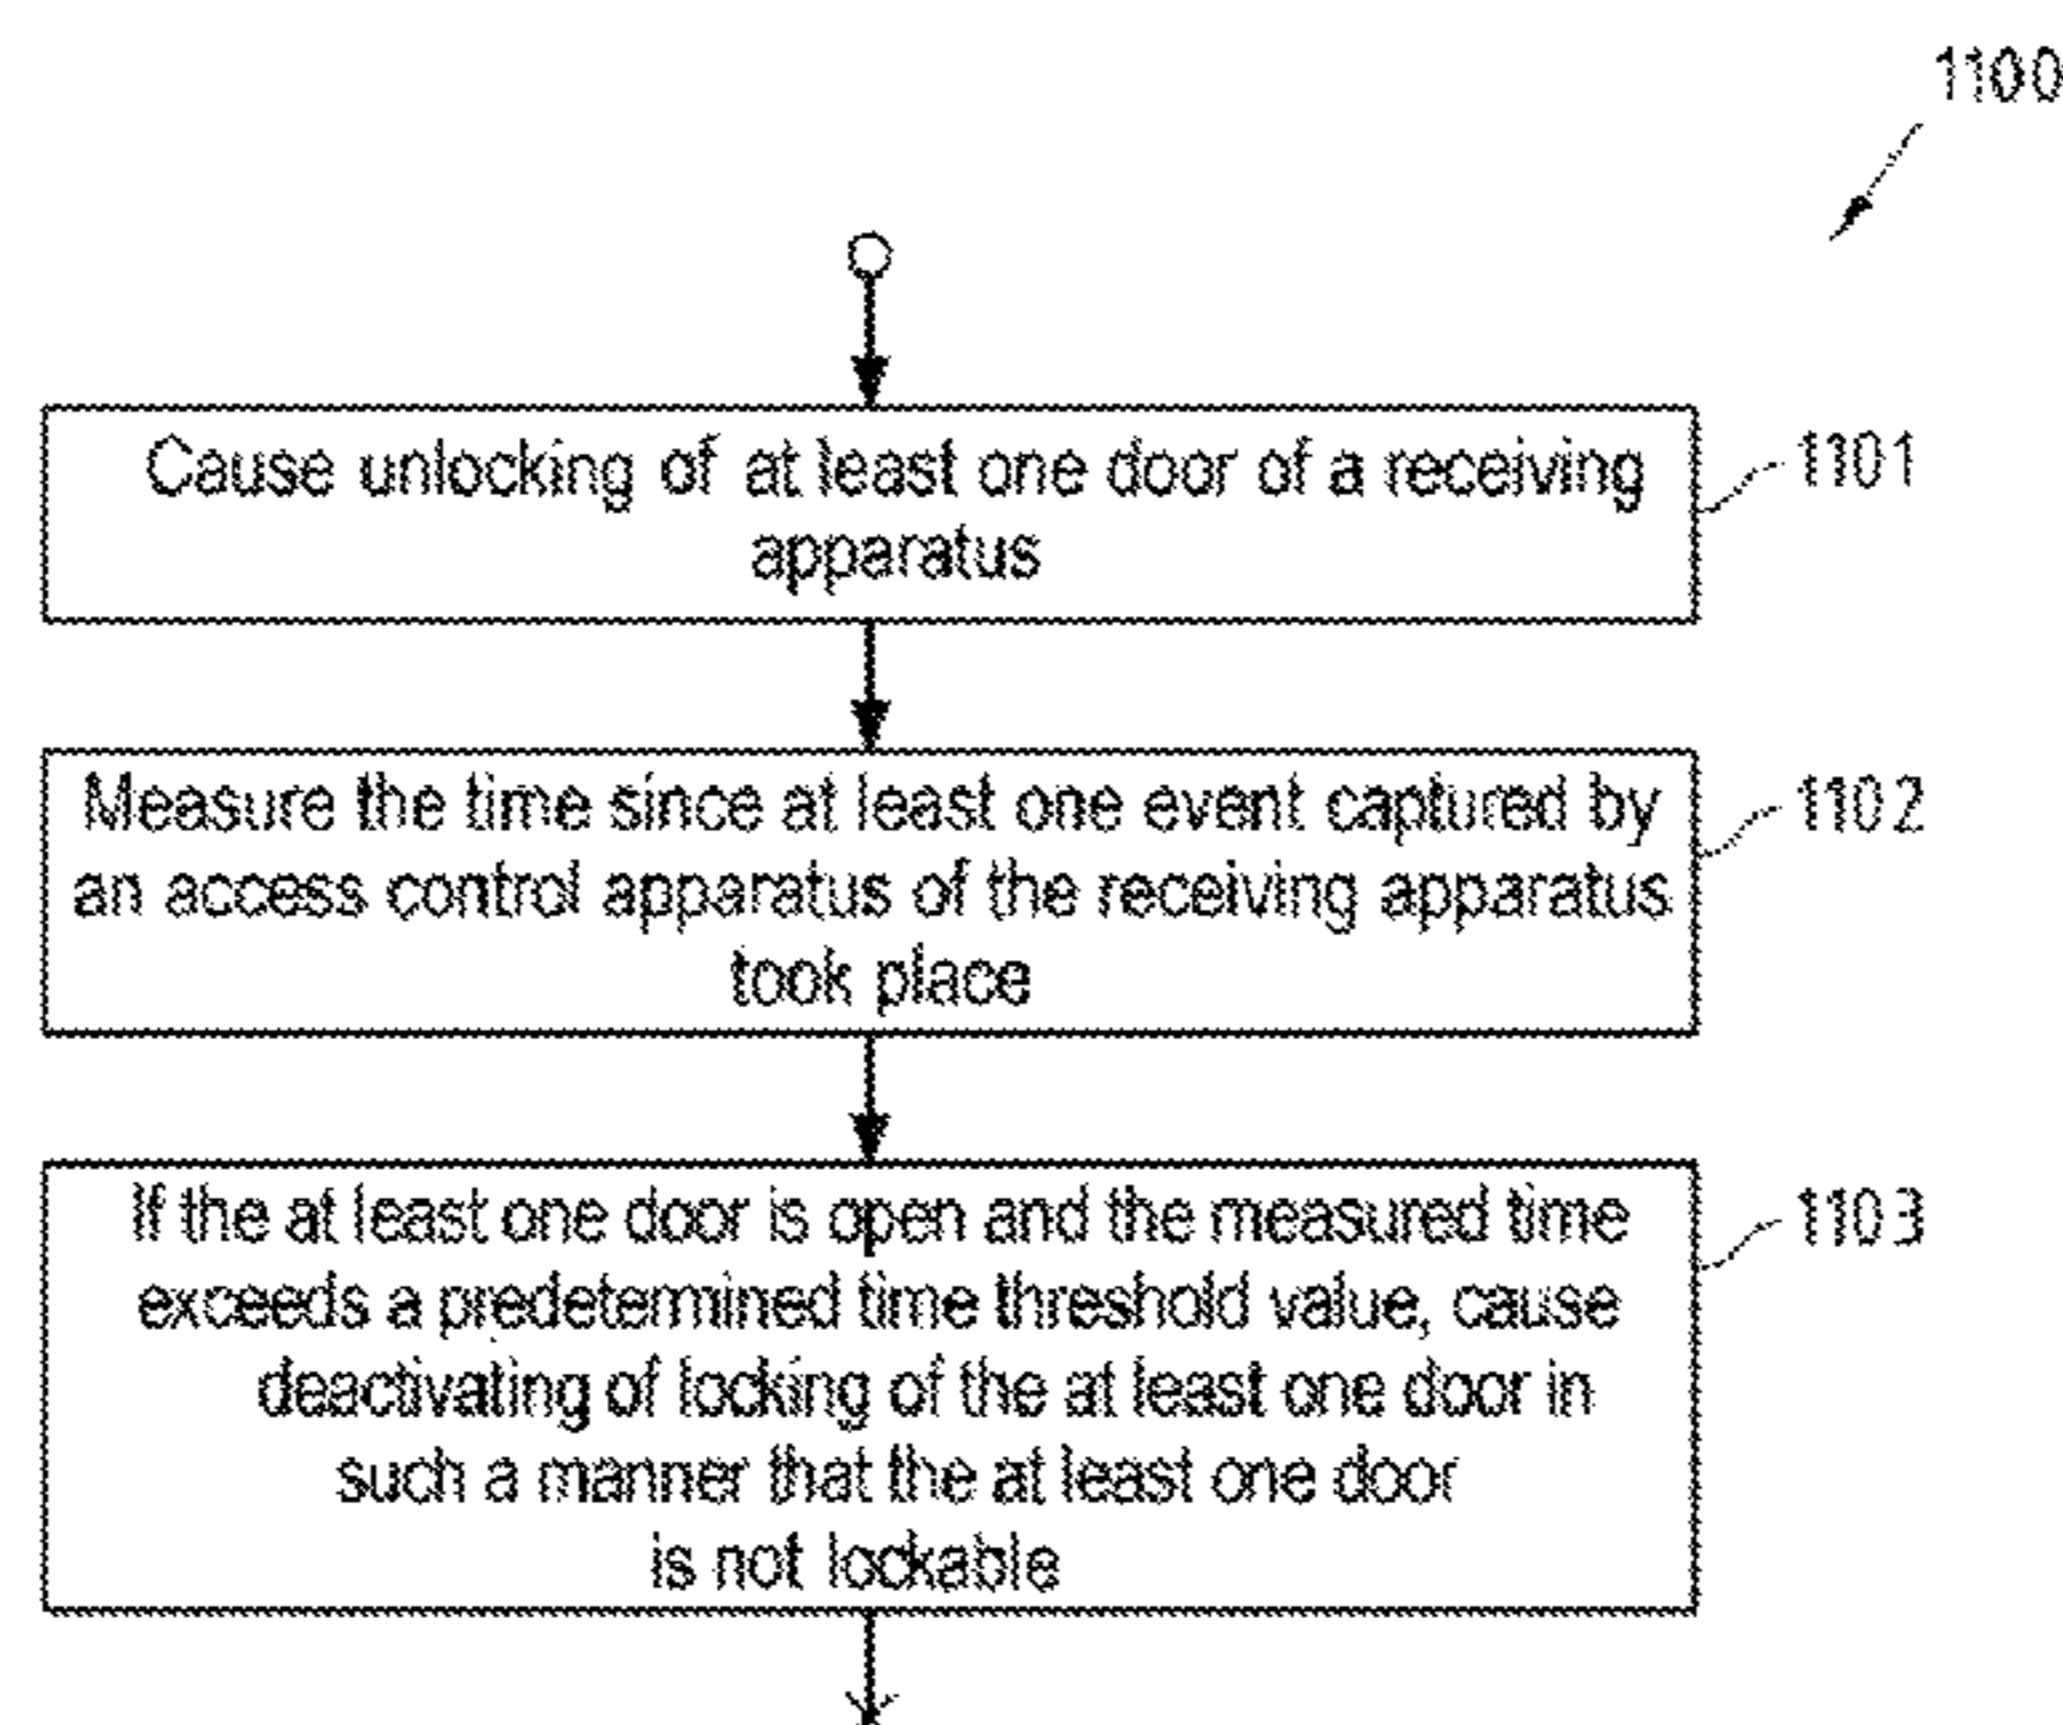 1100
Cause unlocking of at least one door of a receiving
apparatus
1101
Measure the time since at least one event captured by
an access control apparatus of the receiving apparatus
took place
1102
If the at least one door is open and the measured time
exceeds a predetermined time threshold value, cause
deactivating of locking of the at least one door in
such a manner that the at least one door
is not lockable
1103